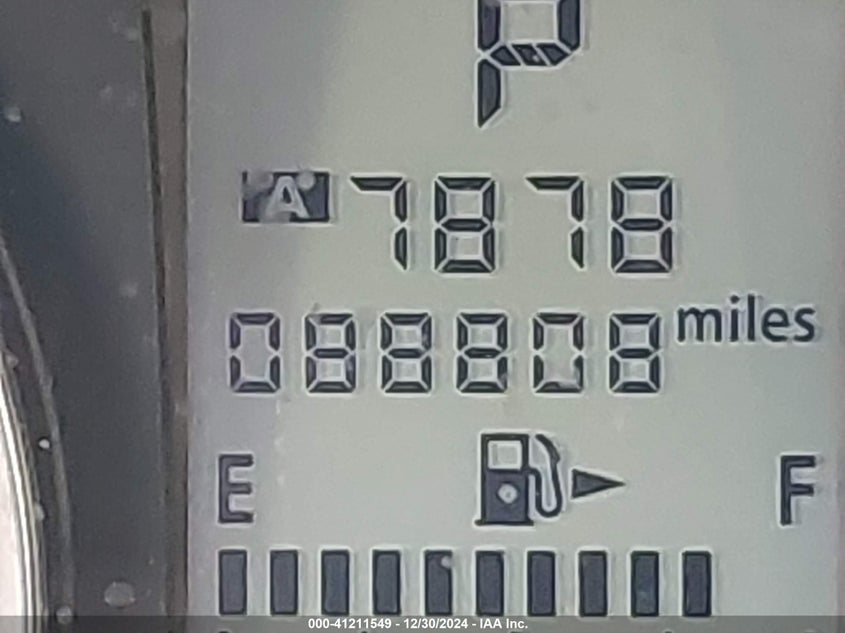 P
A 7878
088808 miles
E F
000-41211549 - 12/30/2024 - IAA Inc.